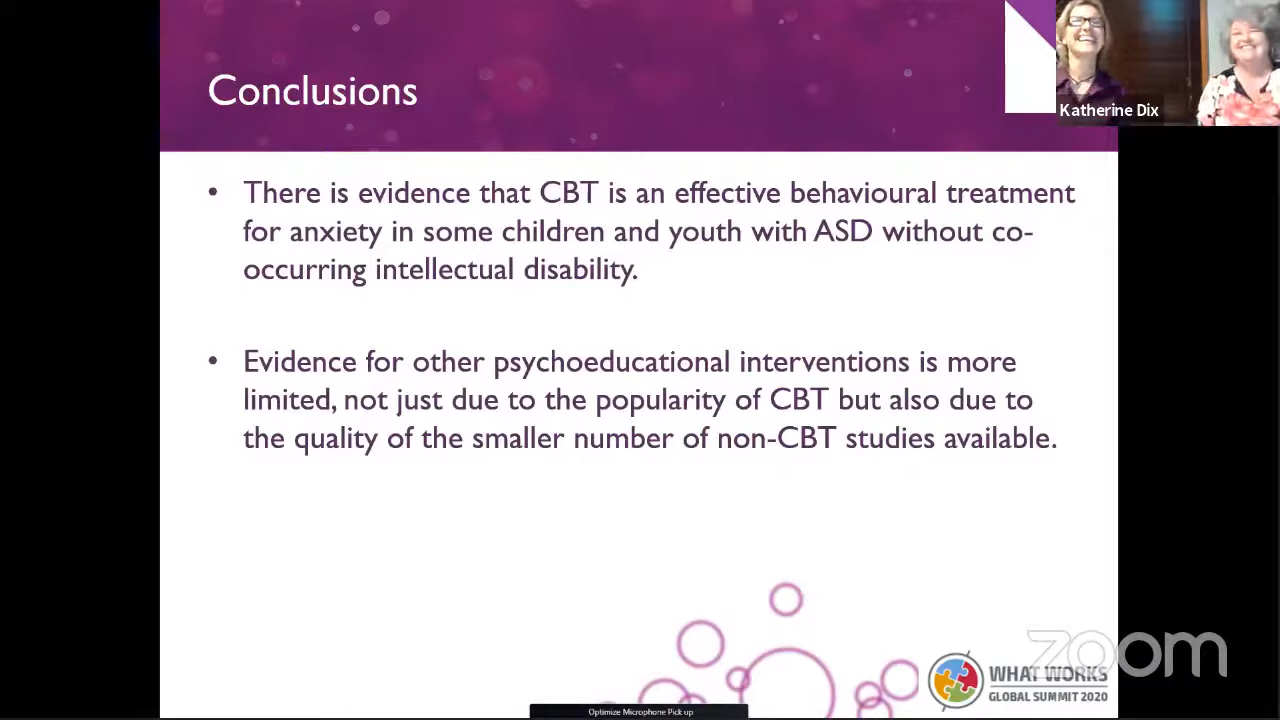 Conclusions
Katherine Dix
• There is evidence that CBT is an effective behavioural treatment
for anxiety in some children and youth with ASD without co-
occurring intellectual disability.
• Evidence for other psychoeducational interventions is more
limited, not just due to the popularity of CBT but also due to
the quality of the smaller number of non-CBT studies available.
zoom
WHAT WORKS
GLOBAL SUMMIT 2020
Optimize Microphone Pick up